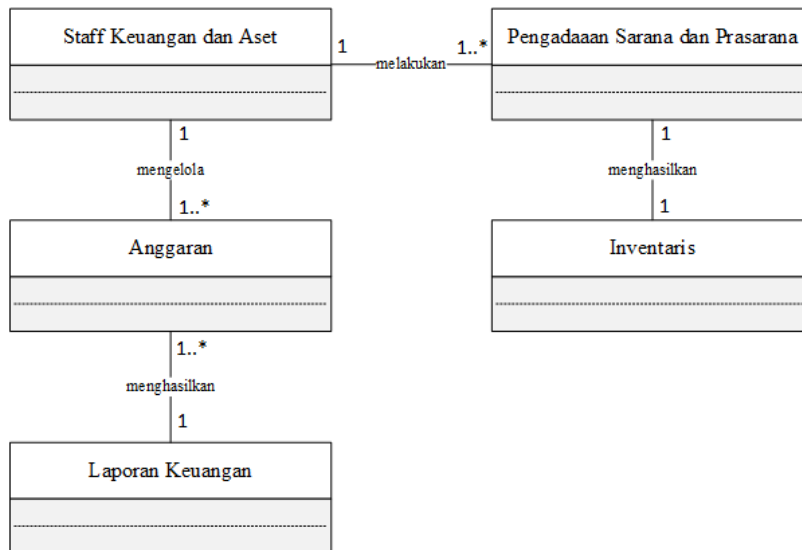 Staff Keuangan dan Aset
1
melakukan
1..*
Pengadaaan Sarana dan Prasarana
1
mengelola
1..*
1
menghasilkan
1
Anggaran
Inventaris
1..*
menghasilkan
1
Laporan Keuangan